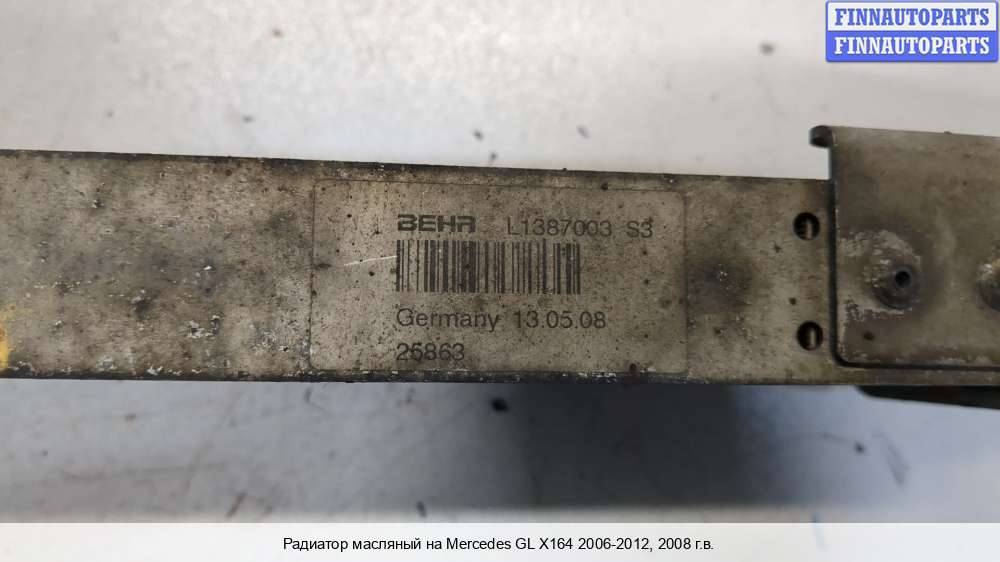 FINNAUTOPARTS
FINNAUTOPARTS
BEHR L1387003 S3
Germany 13.05.08
25863
Радиатор масляный на Mercedes GL X164 2006-2012, 2008 г.в.